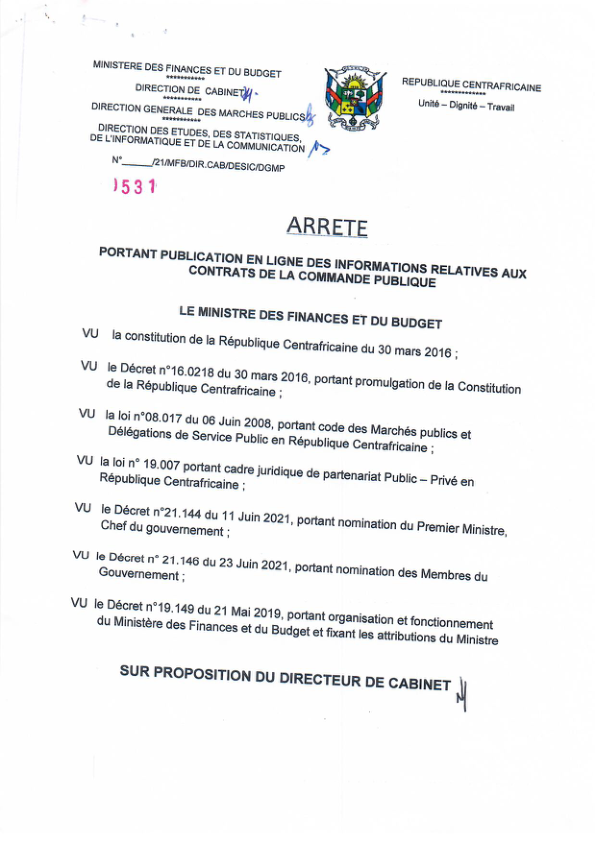 MINISTERE DES FINANCES ET DU BUDGET
***********
DIRECTION DE CABINET
***********
DIRECTION GENERALE DES MARCHES PUBLICS
***********
DIRECTION DES ETUDES, DES STATISTIQUES,
DE L'INFORMATIQUE ET DE LA COMMUNICATION
N°______/21/MFB/DIR.CAB/DESIC/DGMP
531
REPUBLIQUE CENTRAFRICAINE
*************
Unité – Dignité – Travail
ARRETE
PORTANT PUBLICATION EN LIGNE DES INFORMATIONS RELATIVES AUX
CONTRATS DE LA COMMANDE PUBLIQUE
LE MINISTRE DES FINANCES ET DU BUDGET
VU la constitution de la République Centrafricaine du 30 mars 2016 ;
VU le Décret n°16.0218 du 30 mars 2016, portant promulgation de la Constitution
de la République Centrafricaine ;
VU la loi n°08.017 du 06 Juin 2008, portant code des Marchés publics et
Délégations de Service Public en République Centrafricaine ;
VU la loi n° 19.007 portant cadre juridique de partenariat Public – Privé en
République Centrafricaine ;
VU le Décret n°21.144 du 11 Juin 2021, portant nomination du Premier Ministre,
Chef du gouvernement ;
VU le Décret n° 21.146 du 23 Juin 2021, portant nomination des Membres du
Gouvernement ;
VU le Décret n°19.149 du 21 Mai 2019, portant organisation et fonctionnement
du Ministère des Finances et du Budget et fixant les attributions du Ministre
SUR PROPOSITION DU DIRECTEUR DE CABINET